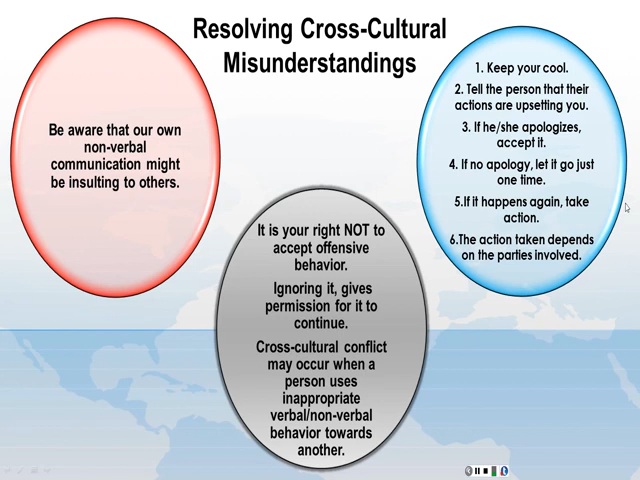 Resolving Cross-Cultural
Misunderstandings
Be aware that our own
non-verbal
communication might
be insulting to others.
It is your right NOT to
accept offensive
behavior.
Ignoring it, gives
permission for it to
continue.
Cross-cultural conflict
may occur when a
person uses
inappropriate
verbal/non-verbal
behavior towards
another.
1. Keep your cool.
2. Tell the person that their
actions are upsetting you.
3. If he/she apologizes,
accept it.
4. If no apology, let it go just
one time.
5.If it happens again, take
action.
6.The action taken depends
on the parties involved.